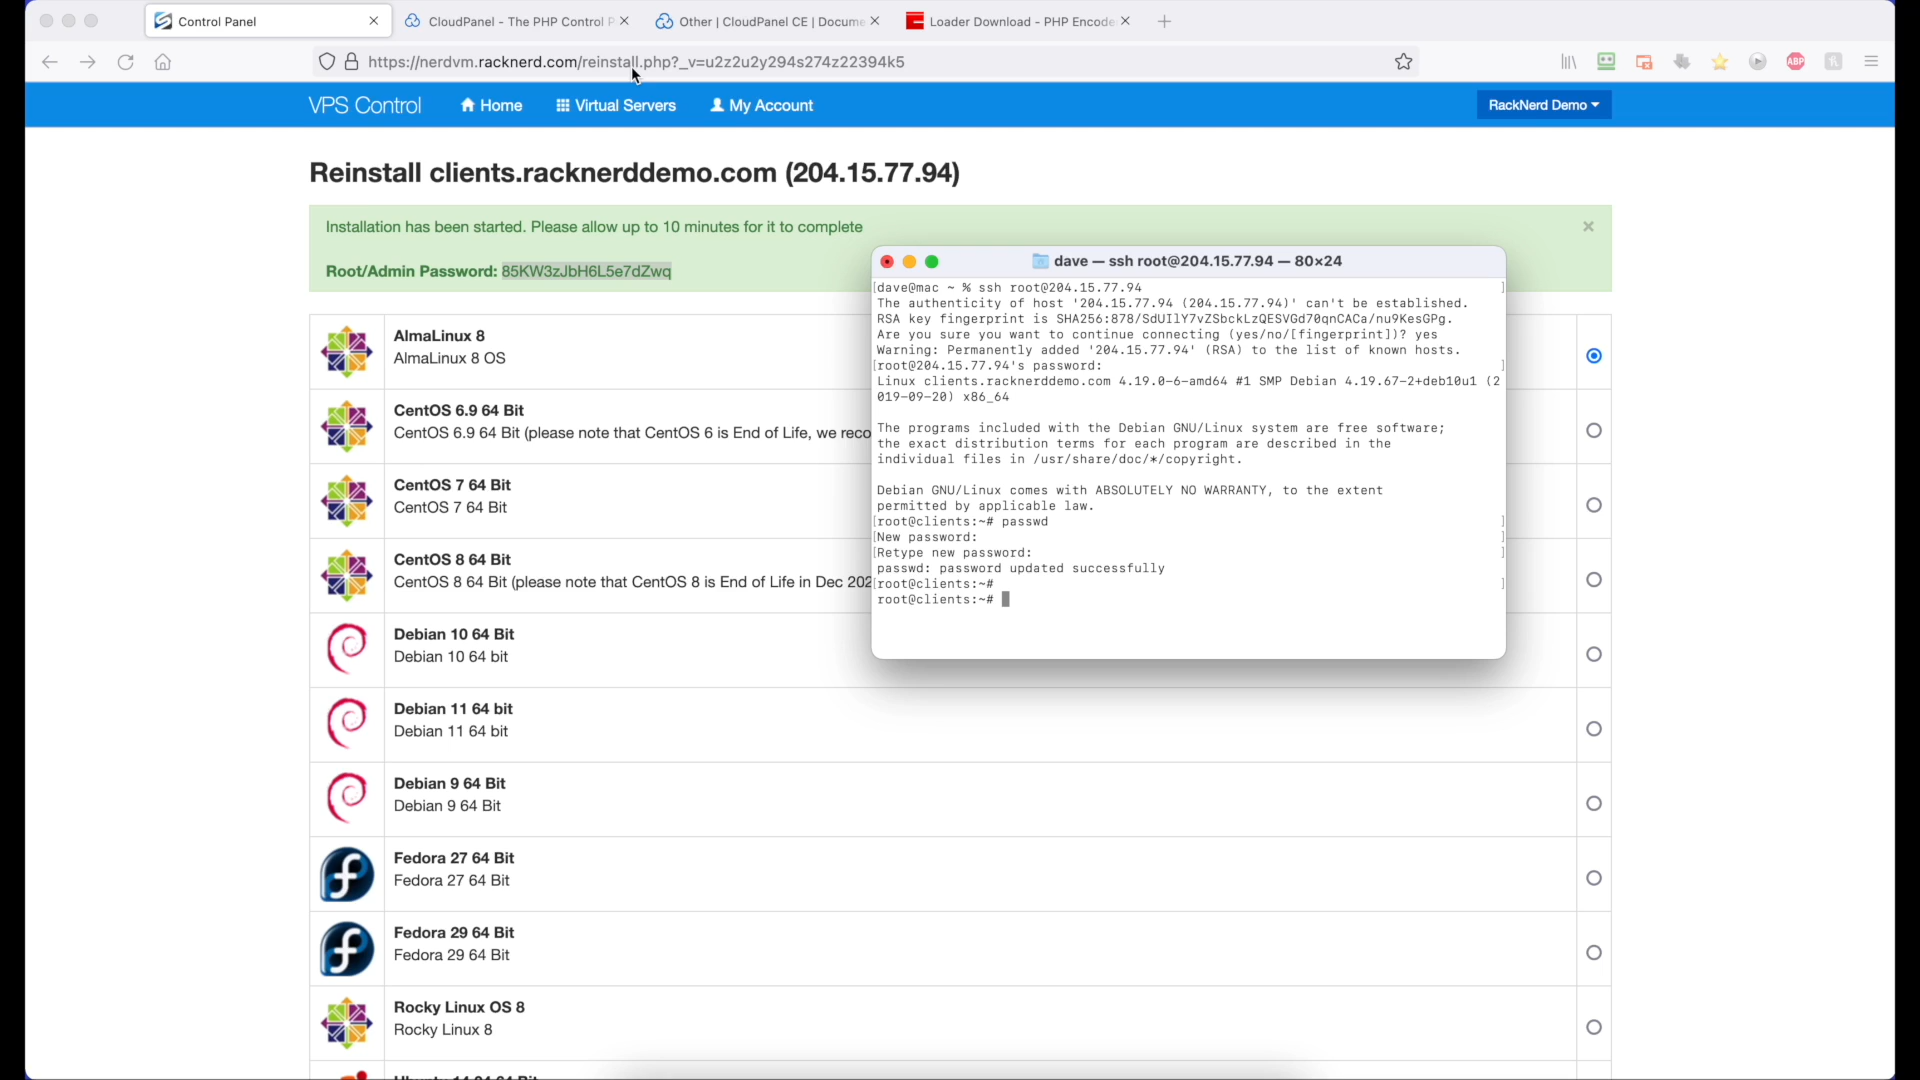 Control Panel
CloudPanel - The PHP Control P
Other | CloudPanel CE | Docume
Loader Download - PHP Encode
https://nerdvm.racknerd.com/reinstall.php?_v=u2z2u2y294s274z22394k5
ABP
VPS Control
Home
Virtual Servers
My Account
RackNerd Demo
Reinstall clients.racknerddemo.com (204.15.77.94)
Installation has been started. Please allow up to 10 minutes for it to complete
Root/Admin Password: 85KW3zJbH6L5e7dZwq
dave — ssh root@204.15.77.94 — 80×24
[dave@mac ~ % ssh root@204.15.77.94 ]
The authenticity of host '204.15.77.94 (204.15.77.94)' can't be established.
RSA key fingerprint is SHA256:878/SdUIlY7vZSbckLzQESVGd70qnCACa/nu9KesGPg.
Are you sure you want to continue connecting (yes/no/[fingerprint])? yes
Warning: Permanently added '204.15.77.94' (RSA) to the list of known hosts.
[root@204.15.77.94's password: ]
Linux clients.racknerddemo.com 4.19.0-6-amd64 #1 SMP Debian 4.19.67-2+deb10u1 (2
019-09-20) x86_64
The programs included with the Debian GNU/Linux system are free software;
the exact distribution terms for each program are described in the
individual files in /usr/share/doc/*/copyright.
Debian GNU/Linux comes with ABSOLUTELY NO WARRANTY, to the extent
permitted by applicable law.
[root@clients:~# passwd ]
[New password: ]
[Retype new password: ]
passwd: password updated successfully
[root@clients:~# ]
root@clients:~#
AlmaLinux 8
AlmaLinux 8 OS
CentOS 6.9 64 Bit
CentOS 6.9 64 Bit (please note that CentOS 6 is End of Life, we reco
CentOS 7 64 Bit
CentOS 7 64 Bit
CentOS 8 64 Bit
CentOS 8 64 Bit (please note that CentOS 8 is End of Life in Dec 202
Debian 10 64 Bit
Debian 10 64 bit
Debian 11 64 bit
Debian 11 64 bit
Debian 9 64 Bit
Debian 9 64 Bit
Fedora 27 64 Bit
Fedora 27 64 Bit
Fedora 29 64 Bit
Fedora 29 64 Bit
Rocky Linux OS 8
Rocky Linux 8